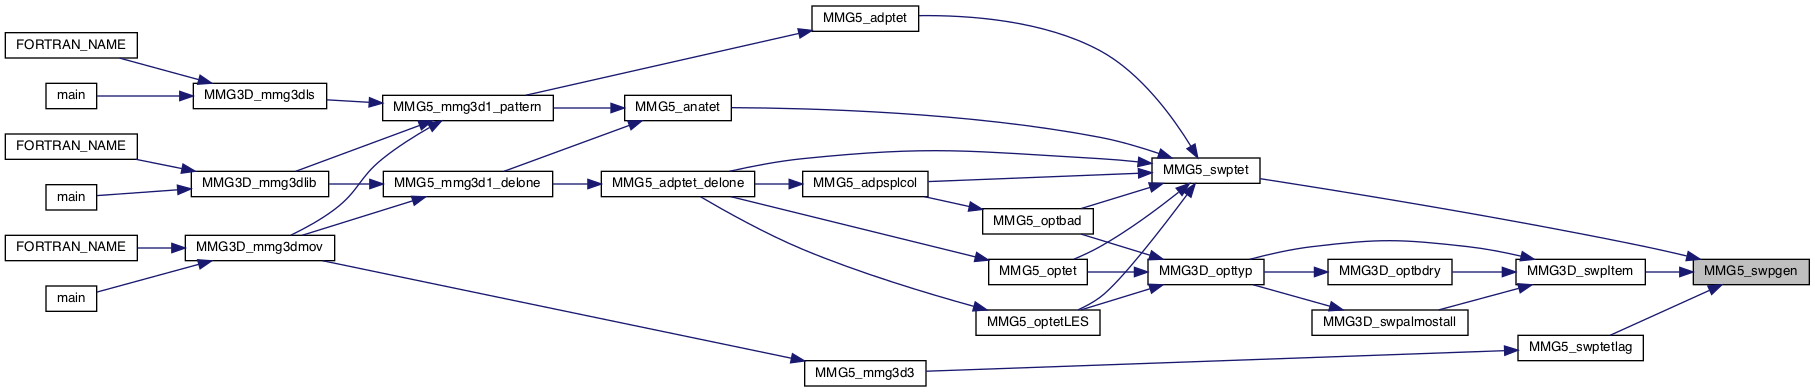 MMG5_adptet
FORTRAN_NAME
main
MMG3D_mmg3dls
MMG5_mmg3d1_pattern
MMG5_anatet
FORTRAN_NAME
MMG5_swptet
MMG3D_mmg3dlib
MMG5_mmg3d1_delone
MMG5_adptet_delone
MMG5_adpsplcol
main
MMG5_optbad
FORTRAN_NAME
MMG3D_mmg3dmov
MMG5_optet
MMG3D_opttyp
MMG3D_optbdry
MMG3D_swpItem
MMG5_swpgen
main
MMG5_optetLES
MMG3D_swpalmostall
MMG5_swptetlag
MMG5_mmg3d3